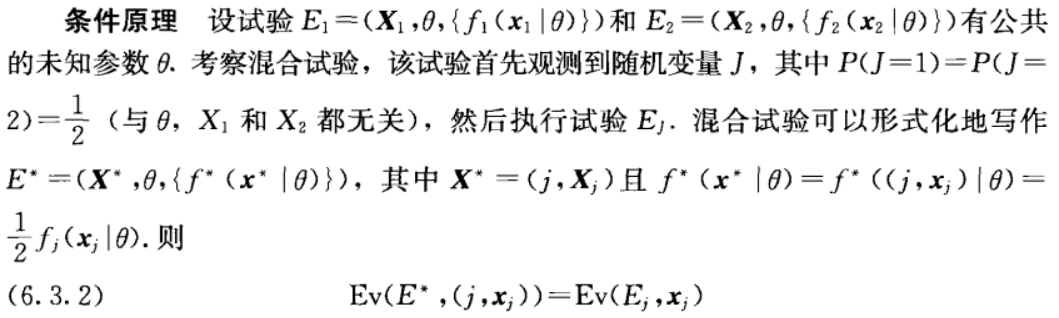 条件原理 设试验 E₁=(X₁,θ,{f₁(x₁|θ)})和 E₂=(X₂,θ,{f₂(x₂|θ)})有公共
的未知参数 θ. 考察混合试验，该试验首先观测到随机变量 J，其中 P(J=1)=P(J=
2)=1/2（与 θ，X₁ 和 X₂ 都无关），然后执行试验 E_J. 混合试验可以形式化地写作
E*=(X*,θ,{f*(x*|θ)})，其中 X*=(j,X_j)且 f*(x*|θ)=f*((j,x_j)|θ)=
1/2 f_j(x_j|θ). 则
(6.3.2) Ev(E*,(j,x_j))=Ev(E_j,x_j)